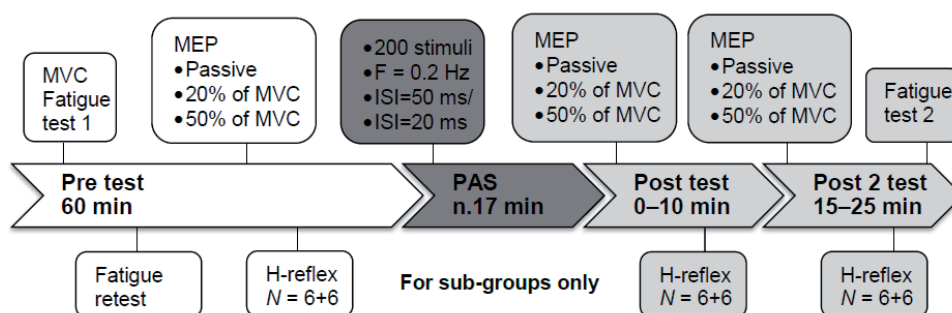 MVC
Fatigue
test 1
MEP
•Passive
•20% of MVC
•50% of MVC
•200 stimuli
•F = 0.2 Hz
•ISI=50 ms/
•ISI=20 ms
MEP
•Passive
•20% of MVC
•50% of MVC
MEP
•Passive
•20% of MVC
•50% of MVC
Fatigue
test 2
Pre test
60 min
PAS
n.17 min
Post test
0–10 min
Post 2 test
15–25 min
Fatigue
retest
H-reflex
N = 6+6
For sub-groups only
H-reflex
N = 6+6
H-reflex
N = 6+6